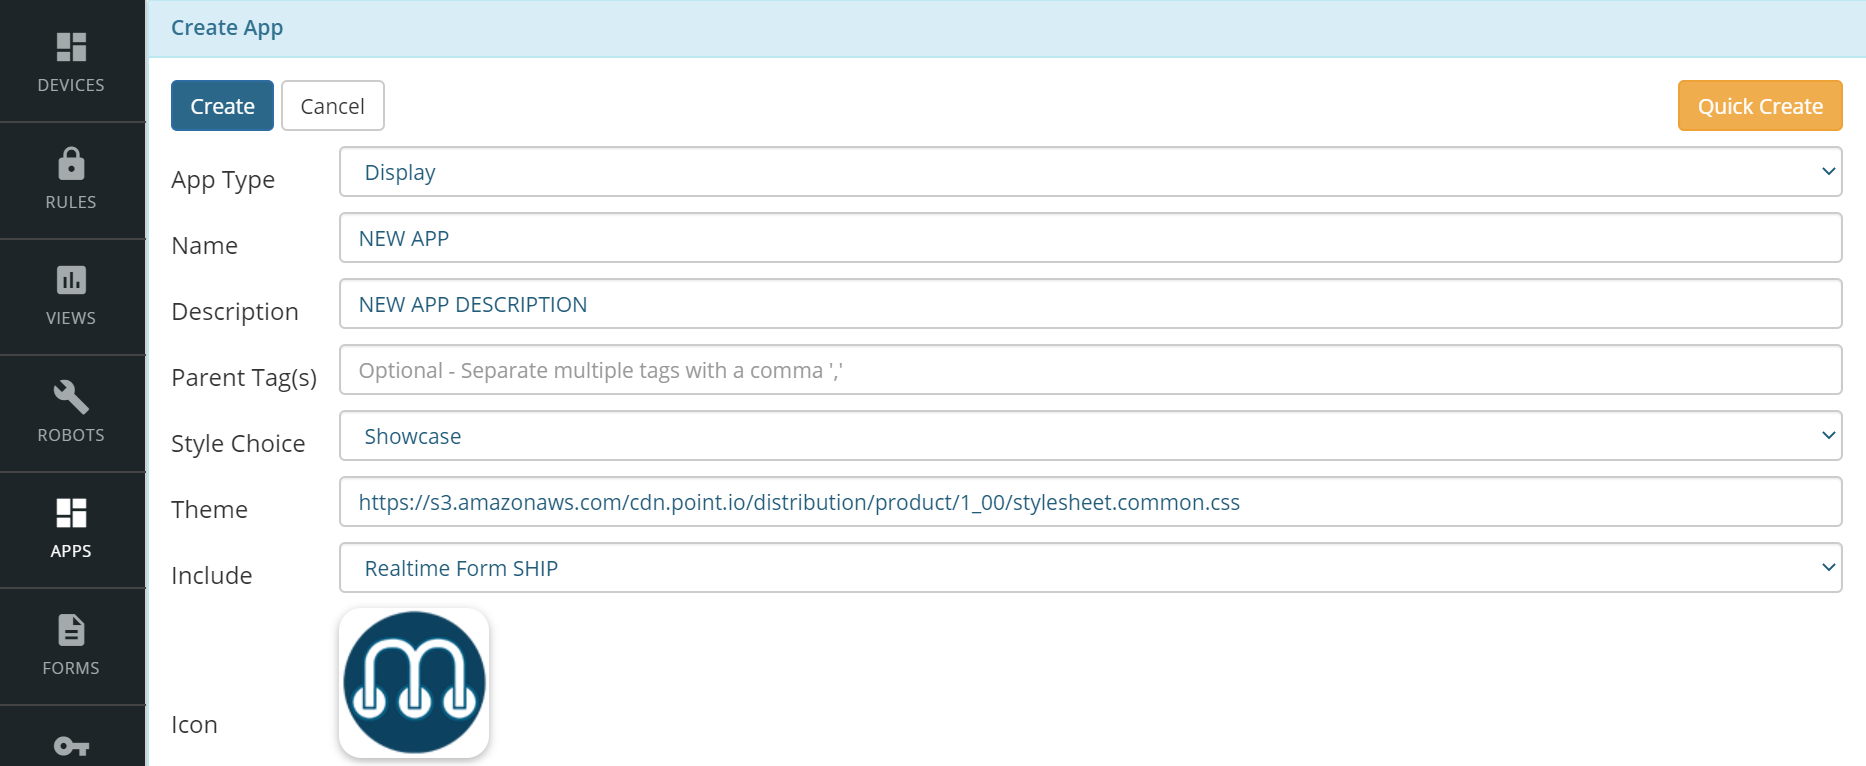 DEVICES
RULES
VIEWS
ROBOTS
APPS
FORMS
Create App
Create Cancel Quick Create
App Type Display
Name NEW APP
Description NEW APP DESCRIPTION
Parent Tag(s) Optional - Separate multiple tags with a comma ','
Style Choice Showcase
Theme https://s3.amazonaws.com/cdn.point.io/distribution/product/1_00/stylesheet.common.css
Include Realtime Form SHIP
Icon